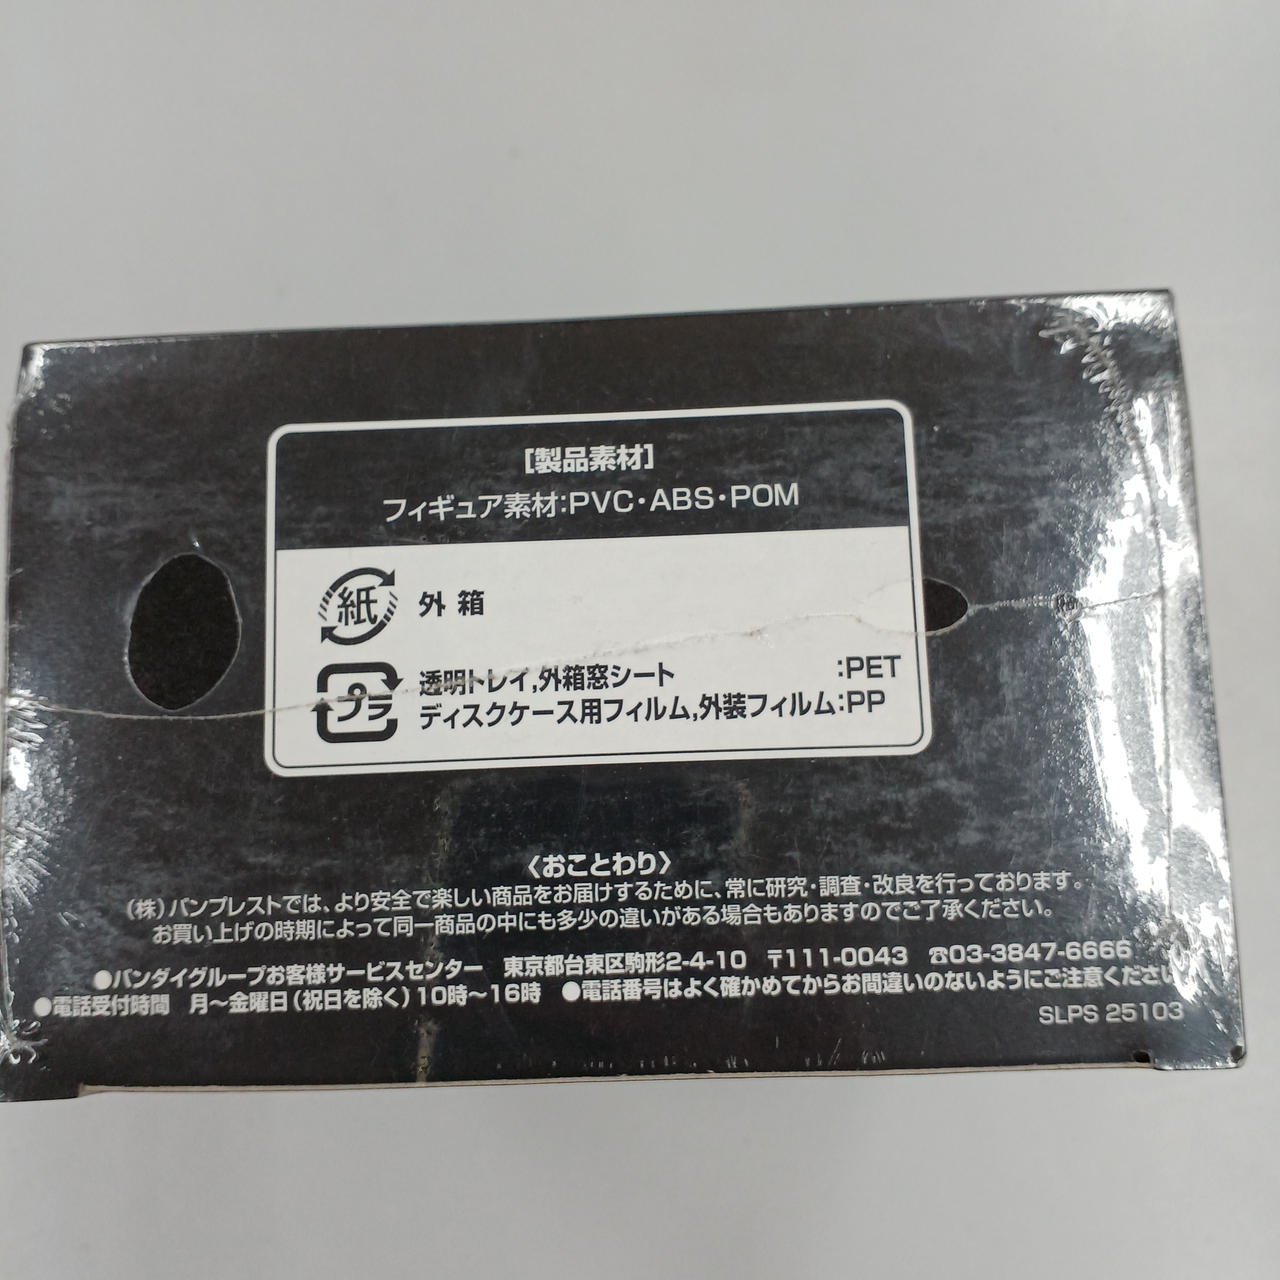 [製品素材]
フィギュア素材:PVC・ABS・POM
紙 外箱
プラ 透明トレイ,外箱窓シート :PET
ディスクケース用フィルム,外装フィルム:PP
〈おことわり〉
(株)バンプレストでは、より安全で楽しい商品をお届けするために、常に研究・調査・改良を行っております。
お買い上げの時期によって同一商品の中にも多少の違いがある場合もありますのでご了承ください。
●バンダイグループお客様サービスセンター 東京都台東区駒形2-4-10 〒111-0043 ☎03-3847-6666
●電話受付時間 月〜金曜日(祝日を除く)10時〜16時 ●電話番号はよく確かめてからお間違いのないようにご注意ください
SLPS 25103